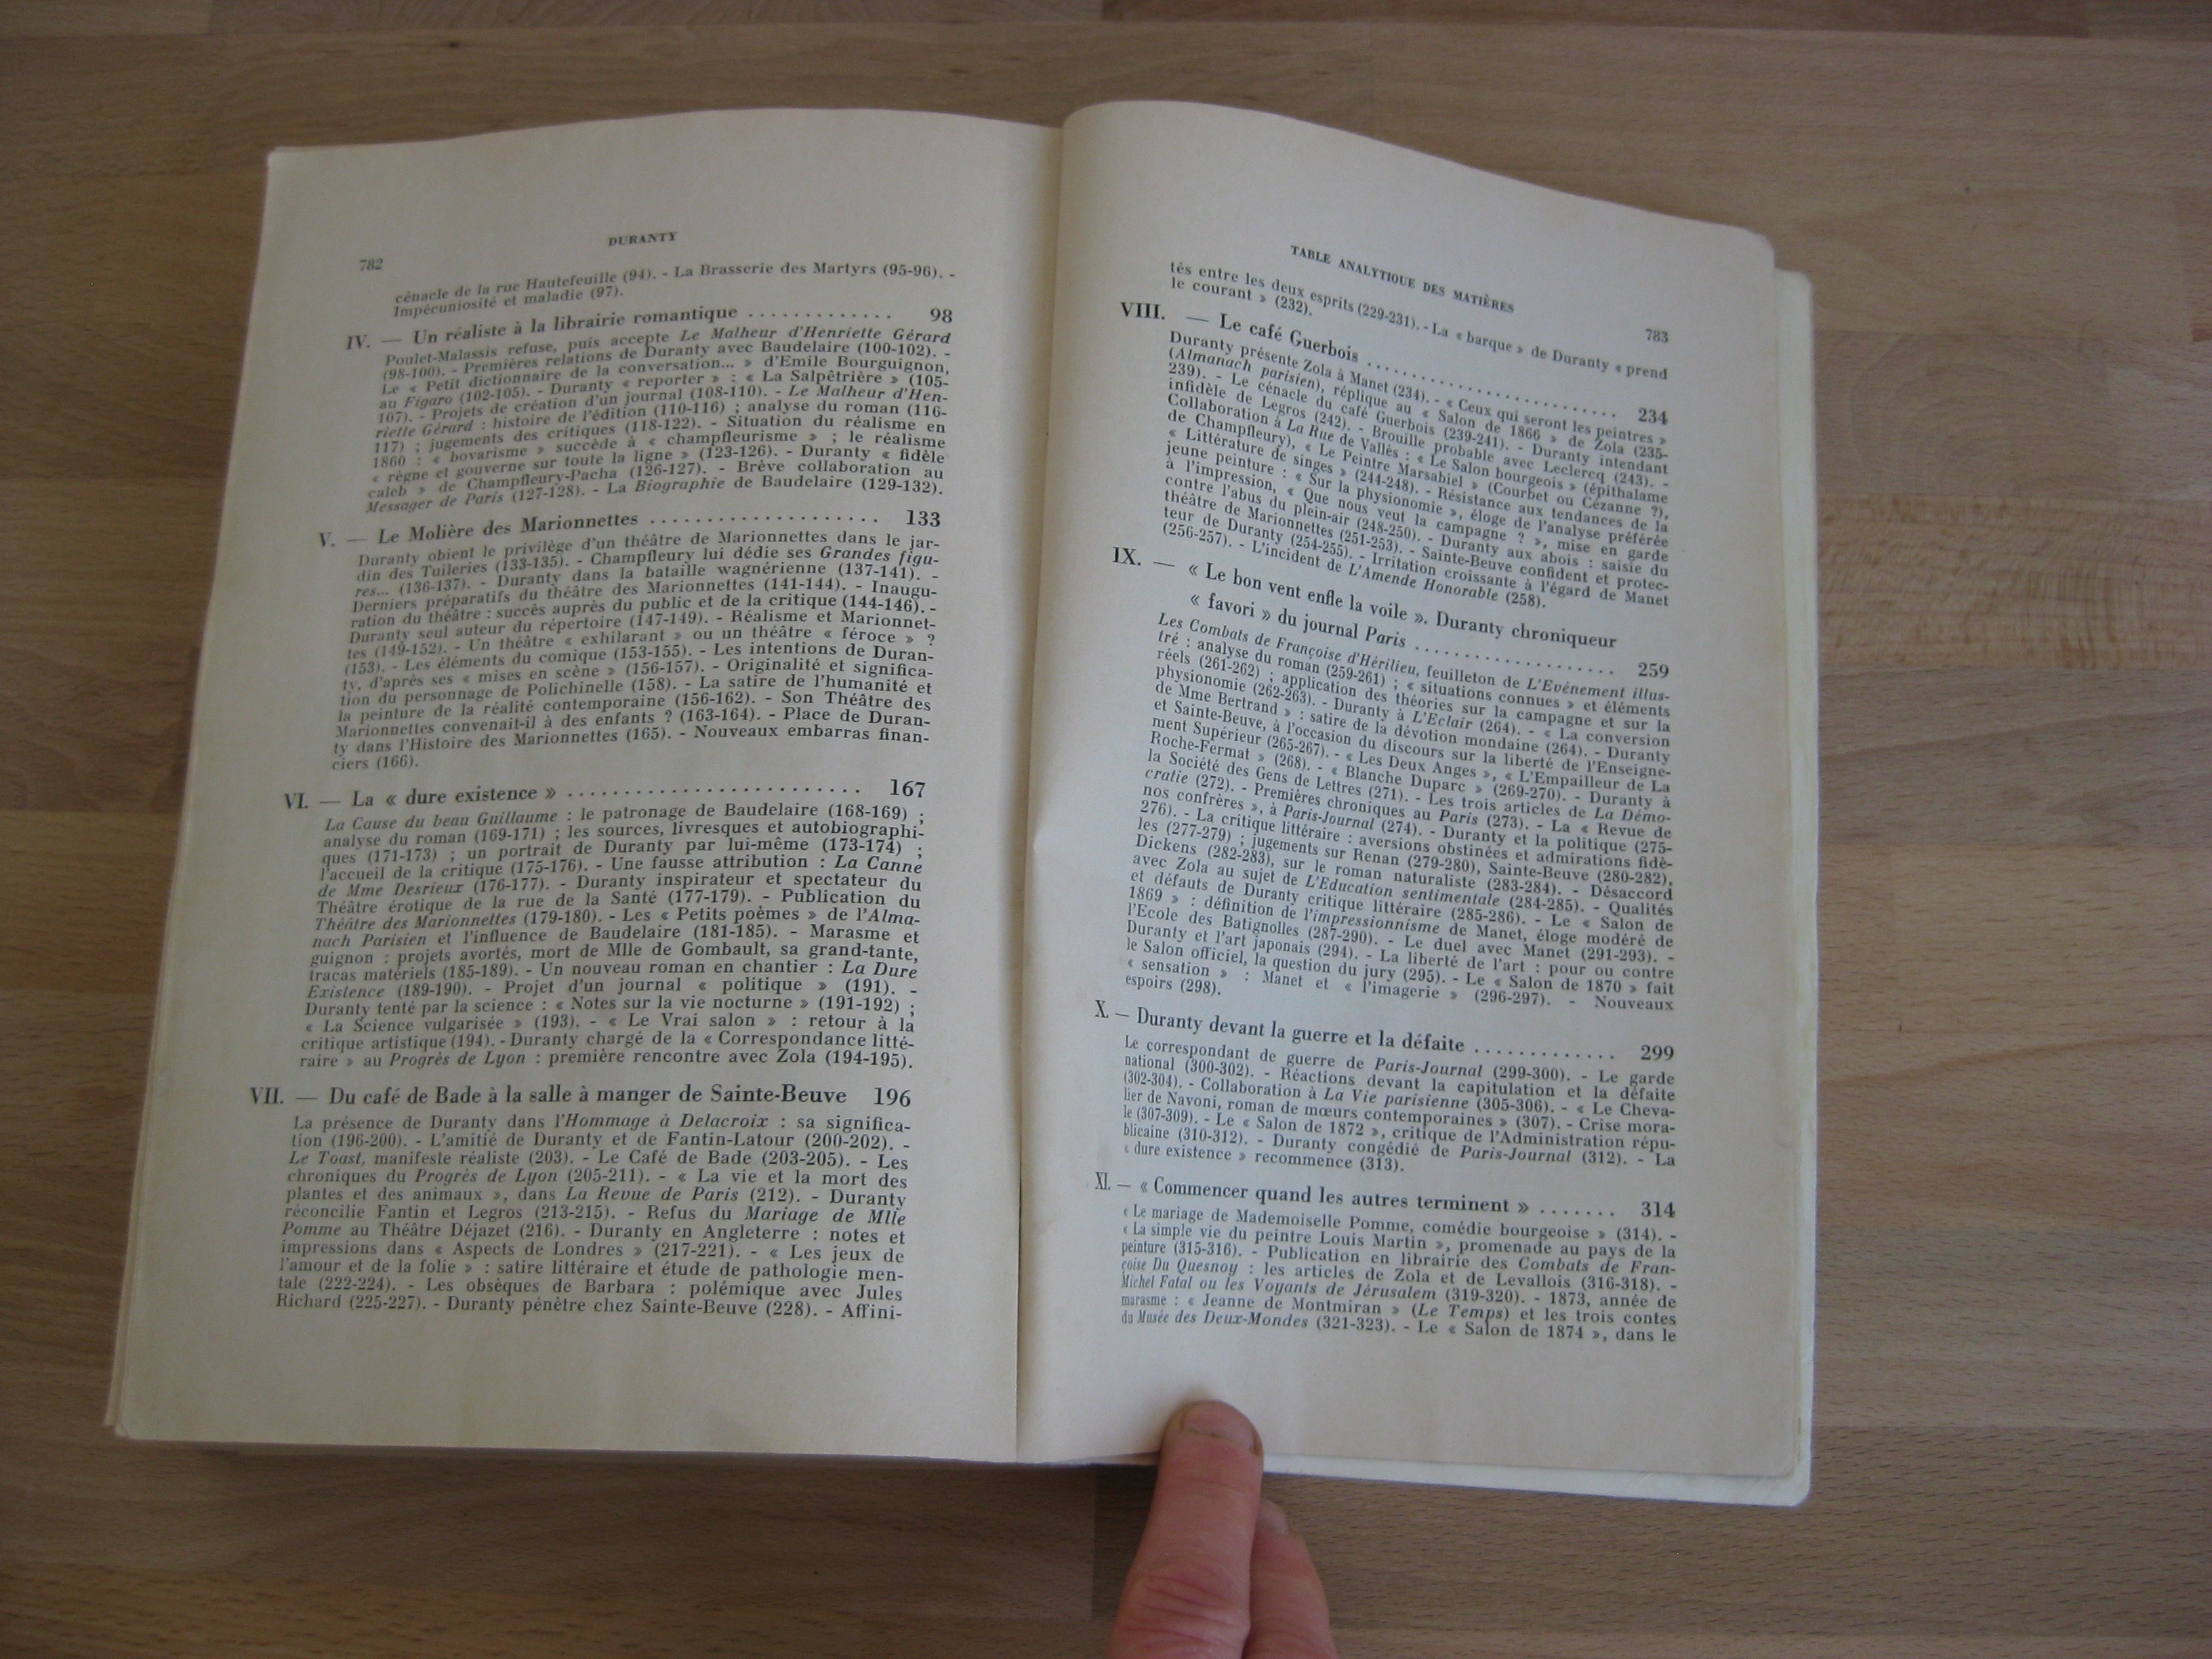 782
DURANTY
cénacle de la rue Hautefeuille (94). - La Brasserie des Martyrs (95-96). -
Impécuniosité et maladie (97).
IV. — Un réaliste à la librairie romantique ............. 98
Poulet-Malassis refuse, puis accepte Le Malheur d'Henriette Gérard
(98-100). - Premières relations de Duranty avec Baudelaire (100-102). -
Le « Petit dictionnaire de la conversation... » d'Emile Bourguignon,
au Figaro (102-105). - Duranty « reporter » : « La Salpêtrière » (105-
107). - Projets de création d'un journal (108-110). - Le Malheur d'Hen-
riette Gérard : histoire de l'édition (110-116) ; analyse du roman (116-
117) ; jugements des critiques (118-122). - Situation du réalisme en
1860 : « bovarisme » succède à « champfleurisme » ; le réalisme
« règne et gouverne sur toute la ligne » (123-126). - Duranty « fidèle
caleb » de Champfleury-Pacha (126-127). - Brève collaboration au
Messager de Paris (127-128). - La Biographie de Baudelaire (129-132).
V. — Le Molière des Marionnettes .................... 133
Duranty obient le privilège d'un théâtre de Marionnettes dans le jar-
din des Tuileries (133-135). - Champfleury lui dédie ses Grandes figu-
res... (136-137). - Duranty dans la bataille wagnérienne (137-141). -
Derniers préparatifs du théâtre des Marionnettes (141-144). - Inaugu-
ration du théâtre : succès auprès du public et de la critique (144-146). -
Duranty seul auteur du répertoire (147-149). - Réalisme et Marionnet-
tes (149-152). - Un théâtre « exhilarant » ou un théâtre « féroce » ?
(153). - Les éléments du comique (153-155). - Les intentions de Duran-
ty, d'après ses « mises en scène » (156-157). - Originalité et significa-
tion du personnage de Polichinelle (158). - La satire de l'humanité et
la peinture de la réalité contemporaine (156-162). - Son Théâtre des
Marionnettes convenait-il à des enfants ? (163-164). - Place de Duran-
ty dans l'Histoire des Marionnettes (165). - Nouveaux embarras finan-
ciers (166).
VI. — La « dure existence » .......................... 167
La Cause du beau Guillaume : le patronage de Baudelaire (168-169) ;
analyse du roman (169-171) ; les sources, livresques et autobiographi-
ques (171-173) ; un portrait de Duranty par lui-même (173-174) ;
l'accueil de la critique (175-176). - Une fausse attribution : La Canne
de Mme Desrieux (176-177). - Duranty inspirateur et spectateur du
Théâtre érotique de la rue de la Santé (177-179). - Publication du
Théâtre des Marionnettes (179-180). - Les « Petits poèmes » de l'Alma-
nach Parisien et l'influence de Baudelaire (181-185). - Marasme et
guignon : projets avortés, mort de Mlle de Gombault, sa grand-tante,
tracas matériels (185-189). - Un nouveau roman en chantier : La Dure
Existence (189-190). - Projet d'un journal « politique » (191). -
Duranty tenté par la science : « Notes sur la vie nocturne » (191-192) ;
« La Science vulgarisée » (193). - « Le Vrai salon » : retour à la
critique artistique (194). - Duranty chargé de la « Correspondance litté-
raire » au Progrès de Lyon : première rencontre avec Zola (194-195).
VII. — Du café de Bade à la salle à manger de Sainte-Beuve 196
La présence de Duranty dans l'Hommage à Delacroix : sa significa-
tion (196-200). - L'amitié de Duranty et de Fantin-Latour (200-202). -
Le Toast, manifeste réaliste (203). - Le Café de Bade (203-205). - Les
chroniques du Progrès de Lyon (205-211). - « La vie et la mort des
plantes et des animaux », dans La Revue de Paris (212). - Duranty
réconcilie Fantin et Legros (213-215). - Refus du Mariage de Mlle
Pomme au Théâtre Déjazet (216). - Duranty en Angleterre : notes et
impressions dans « Aspects de Londres » (217-221). - « Les jeux de
l'amour et de la folie » : satire littéraire et étude de pathologie men-
tale (222-224). - Les obsèques de Barbara : polémique avec Jules
Richard (225-227). - Duranty pénètre chez Sainte-Beuve (228). - Affini-
TABLE ANALYTIQUE DES MATIÈRES
783
tés entre les deux esprits (229-231). - La « barque » de Duranty « prend
le courant » (232).
VIII. — Le café Guerbois .......................... 234
Duranty présente Zola à Manet (234). - « Ceux qui seront les peintres »
(Almanach parisien), réplique au « Salon de 1866 » de Zola (235-
239). - Le cénacle du café Guerbois (239-241). - Duranty intendant
infidèle de Legros (242). - Brouille probable avec Leclercq (243). -
Collaboration à La Rue de Vallès : « Le Salon bourgeois » (épithalame
de Champfleury), « Le Peintre Marsabiel » (Courbet ou Cézanne ?),
« Littérature de singes » (244-248). - Résistance aux tendances de la
jeune peinture : « Sur la physionomie », éloge de l'analyse préférée
à l'impression, « Que nous veut la campagne ? », mise en garde
contre l'abus du plein-air (248-250). - Duranty aux abois : saisie du
théâtre de Marionnettes (251-253). - Sainte-Beuve confident et protec-
teur de Duranty (254-255). - Irritation croissante à l'égard de Manet
(256-257). - L'incident de L'Amende Honorable (258).
IX. — « Le bon vent enfle la voile ». Duranty chroniqueur
« favori » du journal Paris .................... 259
Les Combats de Françoise d'Hérilieu, feuilleton de L'Evénement illus-
tré : analyse du roman (259-261) ; « situations connues » et éléments
réels (261-262) ; application des théories sur la campagne et sur la
physionomie (262-263). - Duranty à L'Eclair (264). - « La conversion
de Mme Bertrand » : satire de la dévotion mondaine (264). - Duranty
et Sainte-Beuve, à l'occasion du discours sur la liberté de l'Enseigne-
ment Supérieur (265-267). - « Les Deux Anges », « L'Empailleur de La
Roche-Fermat » (268). - « Blanche Duparc » (269-270). - Duranty à
la Société des Gens de Lettres (271). - Les trois articles de La Démo-
cratie (272). - Premières chroniques au Paris (273). - La « Revue de
nos confrères », à Paris-Journal (274). - Duranty et la politique (275-
276). - La critique littéraire : aversions obstinées et admirations fidè-
les (277-279) ; jugements sur Renan (279-280), Sainte-Beuve (280-282),
Dickens (282-283), sur le roman naturaliste (283-284). - Désaccord
avec Zola au sujet de L'Education sentimentale (284-285). - Qualités
et défauts de Duranty critique littéraire (285-286). - Le « Salon de
1869 » : définition de l'impressionnisme de Manet, éloge modéré de
l'Ecole des Batignolles (287-290). - Le duel avec Manet (291-293). -
Duranty et l'art japonais (294). - La liberté de l'art : pour ou contre
le Salon officiel, la question du jury (295). - Le « Salon de 1870 » fait
« sensation » : Manet et « l'imagerie » (296-297). - Nouveaux
espoirs (298).
X. — Duranty devant la guerre et la défaite ............. 299
Le correspondant de guerre de Paris-Journal (299-300). - Le garde
national (300-302). - Réactions devant la capitulation et la défaite
(302-304). - Collaboration à La Vie parisienne (305-306). - « Le Cheva-
lier de Navoni, roman de mœurs contemporaines » (307). - Crise mora-
le (307-309). - Le « Salon de 1872 », critique de l'Administration répu-
blicaine (310-312). - Duranty congédié de Paris-Journal (312). - La
« dure existence » recommence (313).
XI. — « Commencer quand les autres terminent » ....... 314
« Le mariage de Mademoiselle Pomme, comédie bourgeoise » (314). -
« La simple vie du peintre Louis Martin », promenade au pays de la
peinture (315-316). - Publication en librairie des Combats de Fran-
çoise Du Quesnoy : les articles de Zola et de Levallois (316-318). -
Michel Fatal ou les Voyants de Jérusalem (319-320). - 1873, année de
marasme : « Jeanne de Montmiran » (Le Temps) et les trois contes
du Musée des Deux-Mondes (321-323). - Le « Salon de 1874 », dans le